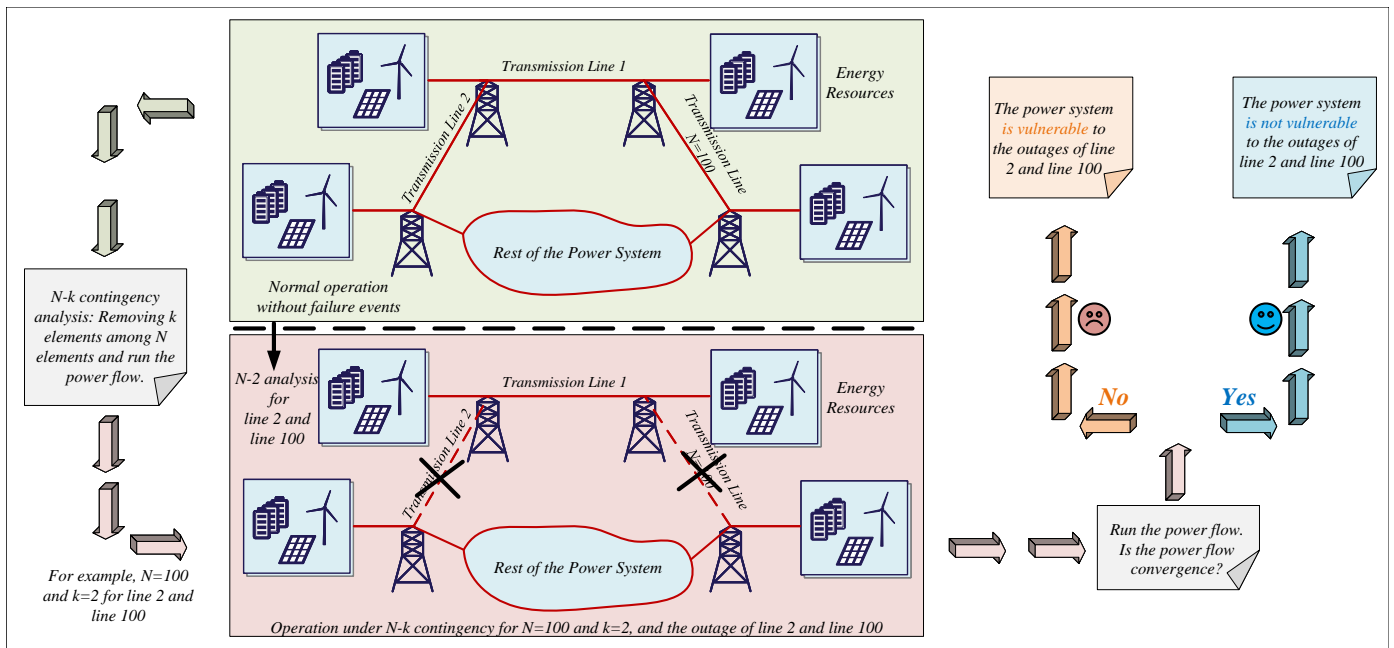 Transmission Line 1
Energy
Resources
Transmission Line 2
Transmission Line
N=100
Rest of the Power System
Normal operation
without failure events
N-k contingency
analysis: Removing k
elements among N
elements and run the
power flow.
For example, N=100
and k=2 for line 2 and
line 100
N-2 analysis
for
line 2 and
line 100
Transmission Line 1
Energy
Resources
Transmission Line 2
Transmission Line
N=100
Rest of the Power System
Operation under N-k contingency for N=100 and k=2, and the outage of line 2 and line 100
Run the power flow.
Is the power flow
convergence?
No
Yes
The power system
is vulnerable to
the outages of line
2 and line 100
The power system
is not vulnerable
to the outages of
line 2 and line 100